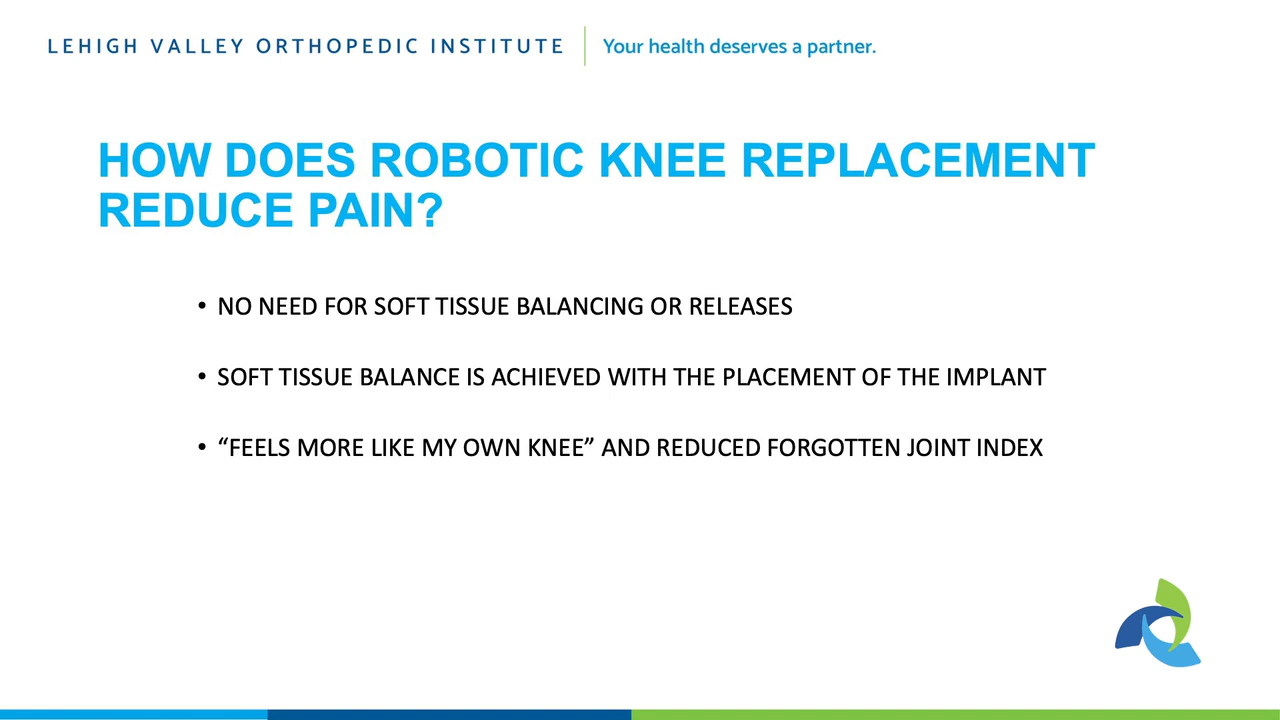 LEHIGH VALLEY ORTHOPEDIC INSTITUTE
Your health deserves a partner.
HOW DOES ROBOTIC KNEE REPLACEMENT
REDUCE PAIN?
• NO NEED FOR SOFT TISSUE BALANCING OR RELEASES
• SOFT TISSUE BALANCE IS ACHIEVED WITH THE PLACEMENT OF THE IMPLANT
• “FEELS MORE LIKE MY OWN KNEE” AND REDUCED FORGOTTEN JOINT INDEX